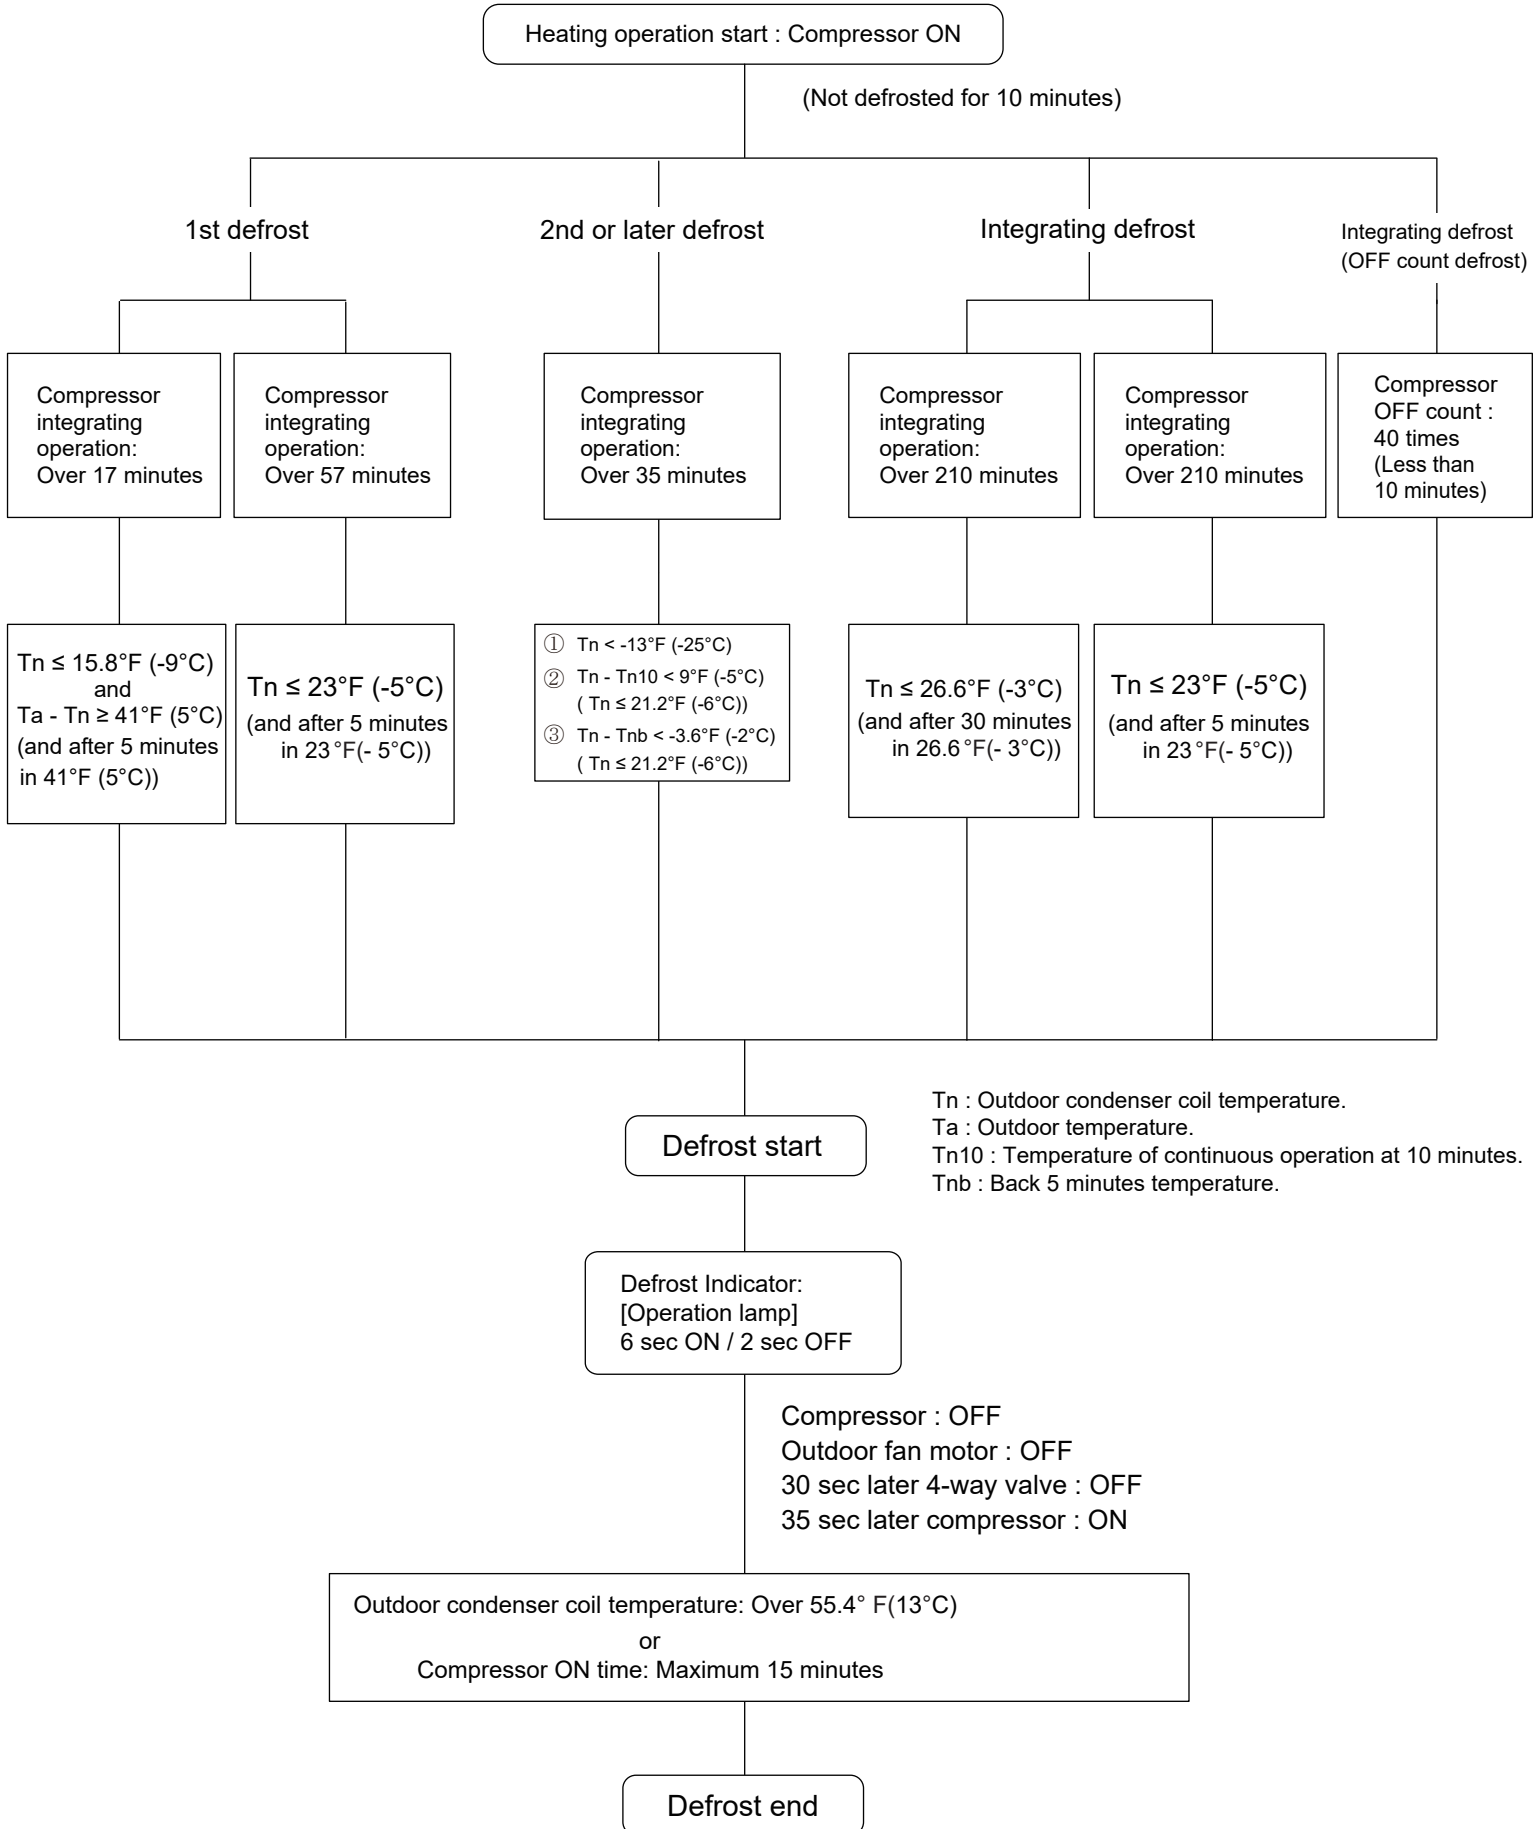 Heating operation start : Compressor ON
(Not defrosted for 10 minutes)
1st defrost
2nd or later defrost
Integrating defrost
Integrating defrost
(OFF count defrost)
Compressor
integrating
operation:
Over 17 minutes
Compressor
integrating
operation:
Over 57 minutes
Compressor
integrating
operation:
Over 35 minutes
Compressor
integrating
operation:
Over 210 minutes
Compressor
integrating
operation:
Over 210 minutes
Compressor
OFF count :
40 times
(Less than
10 minutes)
Tn ≤ 15.8°F (-9°C)
and
Ta - Tn ≥ 41°F (5°C)
(and after 5 minutes
in 41°F (5°C))
Tn ≤ 23°F (-5°C)
(and after 5 minutes
in 23°F(- 5°C))
① Tn < -13°F (-25°C)
② Tn - Tn10 < 9°F (-5°C)
( Tn ≤ 21.2°F (-6°C))
③ Tn - Tnb < -3.6°F (-2°C)
( Tn ≤ 21.2°F (-6°C))
Tn ≤ 26.6°F (-3°C)
(and after 30 minutes
in 26.6°F(- 3°C))
Tn ≤ 23°F (-5°C)
(and after 5 minutes
in 23°F(- 5°C))
Defrost start
Tn : Outdoor condenser coil temperature.
Ta : Outdoor temperature.
Tn10 : Temperature of continuous operation at 10 minutes.
Tnb : Back 5 minutes temperature.
Defrost Indicator:
[Operation lamp]
6 sec ON / 2 sec OFF
Compressor : OFF
Outdoor fan motor : OFF
30 sec later 4-way valve : OFF
35 sec later compressor : ON
Outdoor condenser coil temperature: Over 55.4° F(13°C)
or
Compressor ON time: Maximum 15 minutes
Defrost end